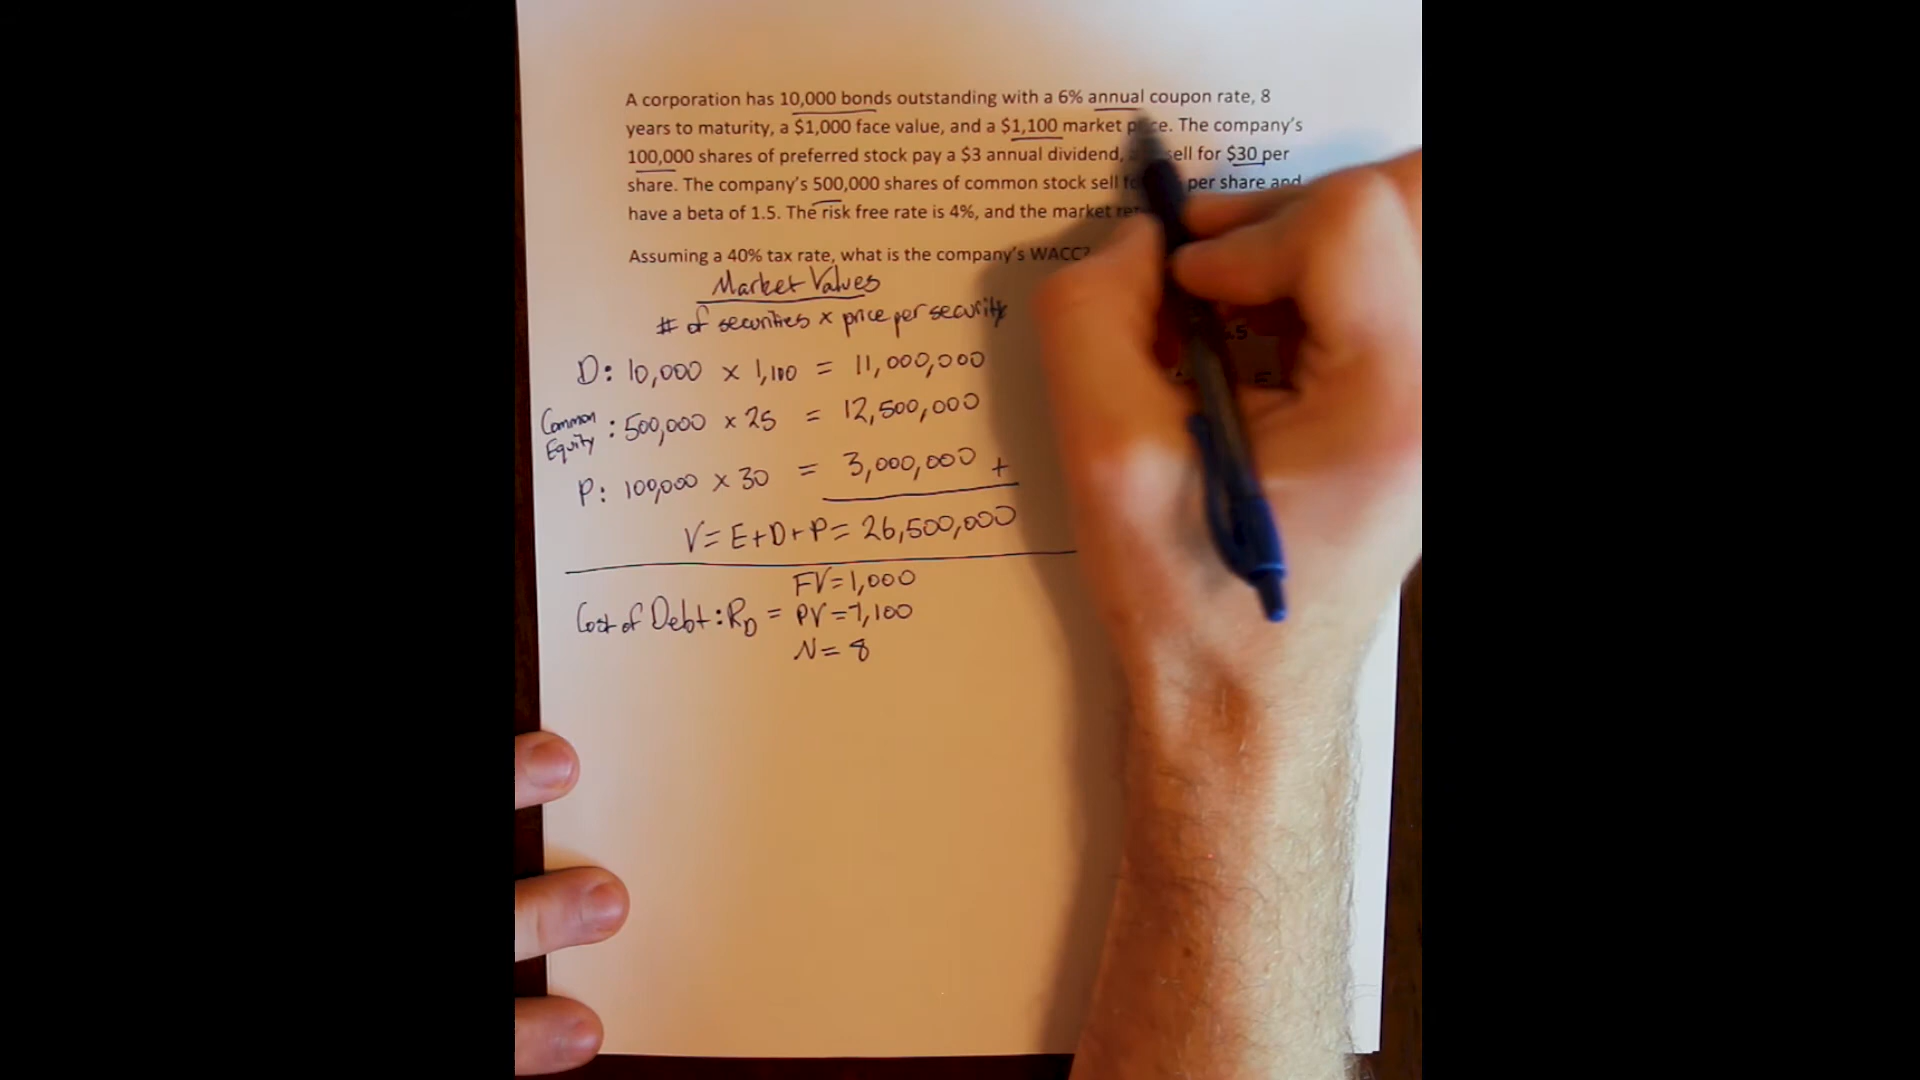 A corporation has 10,000 bonds outstanding with a 6% annual coupon rate, 8
years to maturity, a $1,000 face value, and a $1,100 market price. The company's
100,000 shares of preferred stock pay a $3 annual dividend, sell for $30 per
share. The company's 500,000 shares of common stock sell per share and
have a beta of 1.5. The risk free rate is 4%, and the market
Assuming a 40% tax rate, what is the company's WACC?
Market Values
# of securities x price per security
D: 10,000 x 1,100 = 11,000,000
Common Equity : 500,000 x 25 = 12,500,000
P: 100,000 x 30 = 3,000,000 +
V = E+D+P = 26,500,000
FV = 1,000
Cost of Debt: RD = PV = -1,100
N = 8